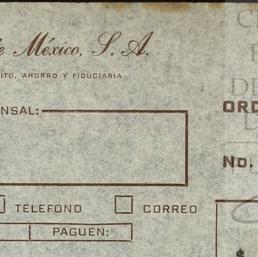 de México, S. A.
ITO, AHORRO Y FIDUCIARIA
NSAL:
ORD
No.
TELEFONO
CORREO
PAGUEN:
$